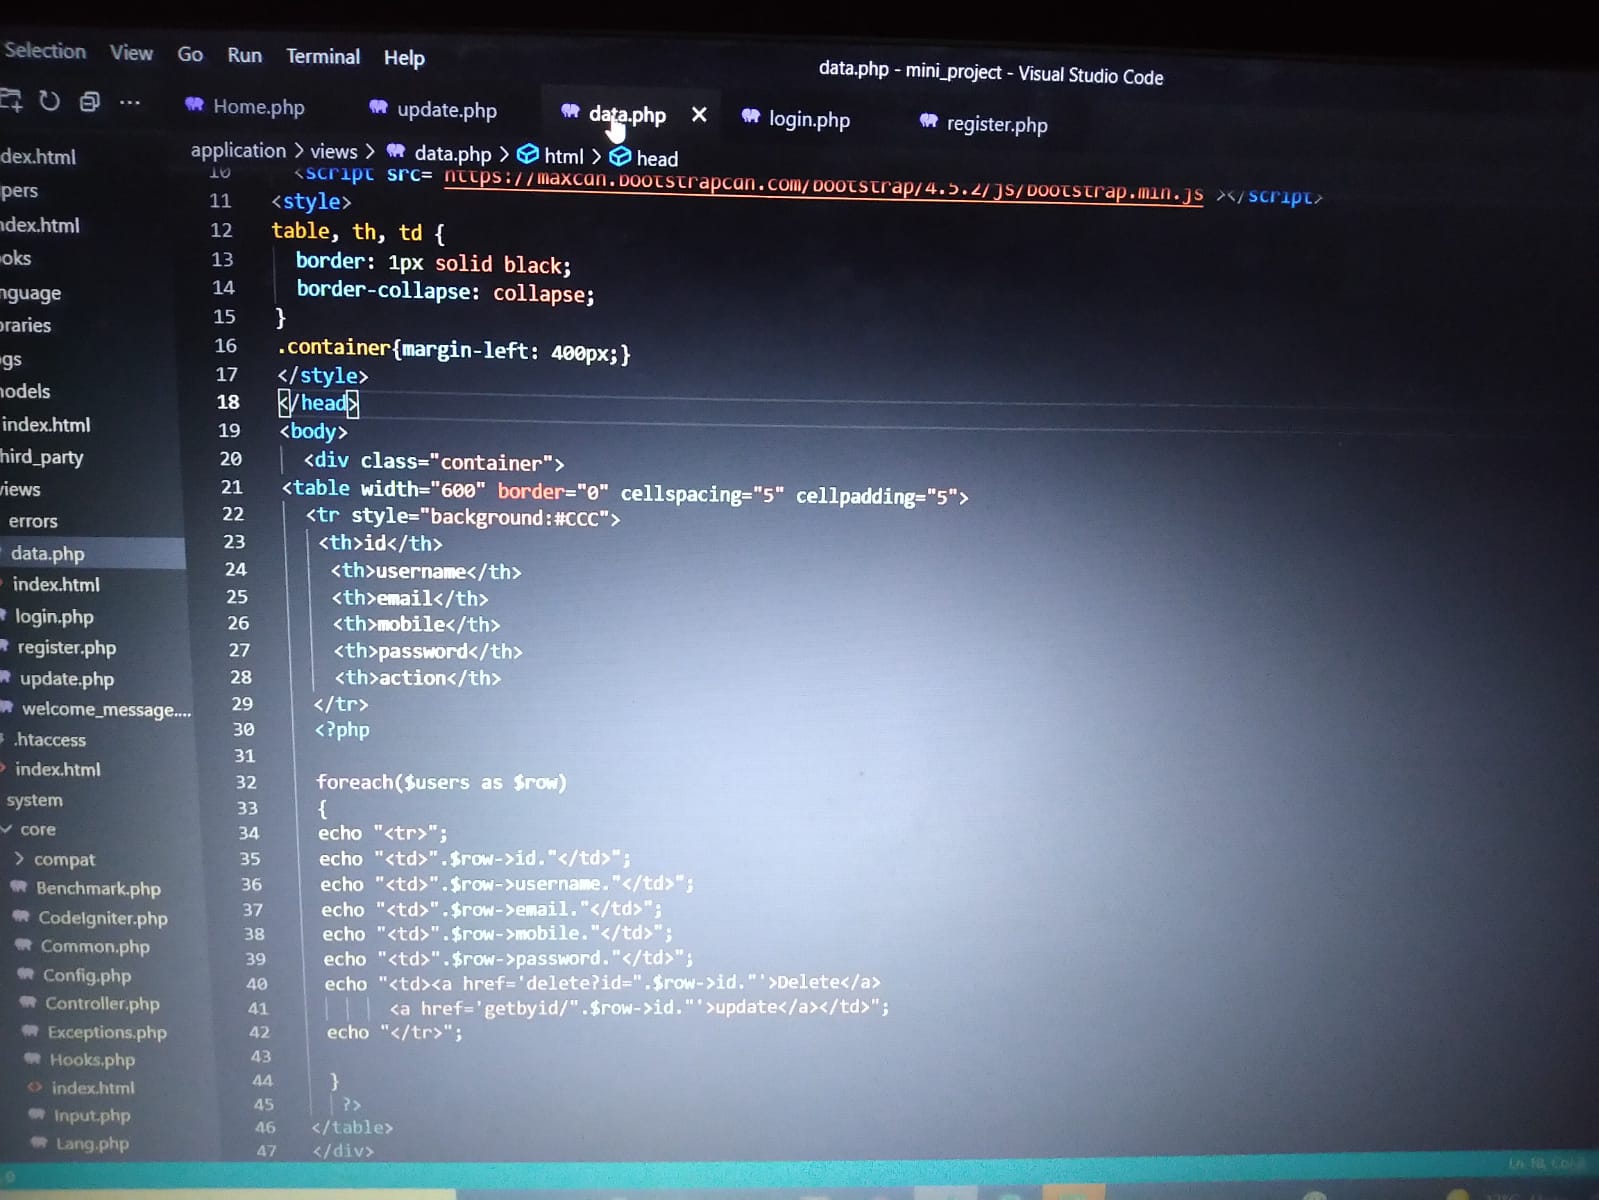 Selection View Go Run Terminal Help
data.php - mini_project - Visual Studio Code
Home.php update.php data.php × login.php register.php
application > views > data.php > html > head
dex.html
pers
ndex.html
oks
nguage
raries
gs
odels
index.html
hird_party
iews
errors
data.php
index.html
login.php
register.php
update.php
welcome_message....
.htaccess
index.html
system
core
compat
Benchmark.php
CodeIgniter.php
Common.php
Config.php
Controller.php
Exceptions.php
Hooks.php
index.html
Input.php
Lang.php
10 <script src="https://maxcdn.bootstrapcdn.com/bootstrap/4.5.2/js/bootstrap.min.js"></script>
11 <style>
12 table, th, td {
13 border: 1px solid black;
14 border-collapse: collapse;
15 }
16 .container{margin-left: 400px;}
17 </style>
18 </head>
19 <body>
20 <div class="container">
21 <table width="600" border="0" cellspacing="5" cellpadding="5">
22 <tr style="background:#CCC">
23 <th>id</th>
24 <th>username</th>
25 <th>email</th>
26 <th>mobile</th>
27 <th>password</th>
28 <th>action</th>
29 </tr>
30 <?php
31
32 foreach($users as $row)
33 {
34 echo "<tr>";
35 echo "<td>".$row->id."</td>";
36 echo "<td>".$row->username."</td>";
37 echo "<td>".$row->email."</td>";
38 echo "<td>".$row->mobile."</td>";
39 echo "<td>".$row->password."</td>";
40 echo "<td><a href='delete?id=".$row->id."'>Delete</a>
41 <a href='getbyid/".$row->id."'>update</a></td>";
42 echo "</tr>";
43
44 }
45 ?>
46 </table>
47 </div>